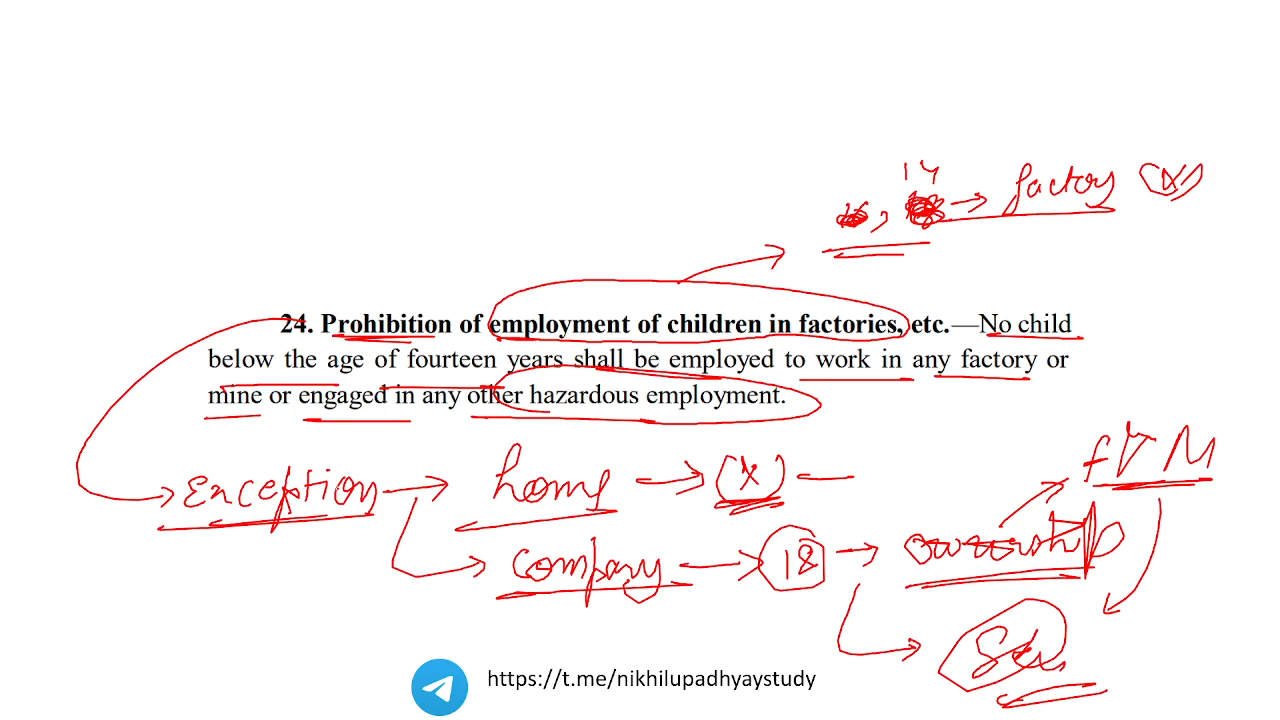 14
factory (x)
24. Prohibition of employment of children in factories, etc.—No child
below the age of fourteen years shall be employed to work in any factory or
mine or engaged in any other hazardous employment.
Exception home (x)
company 18 ownership
https://t.me/nikhilupadhyaystudy